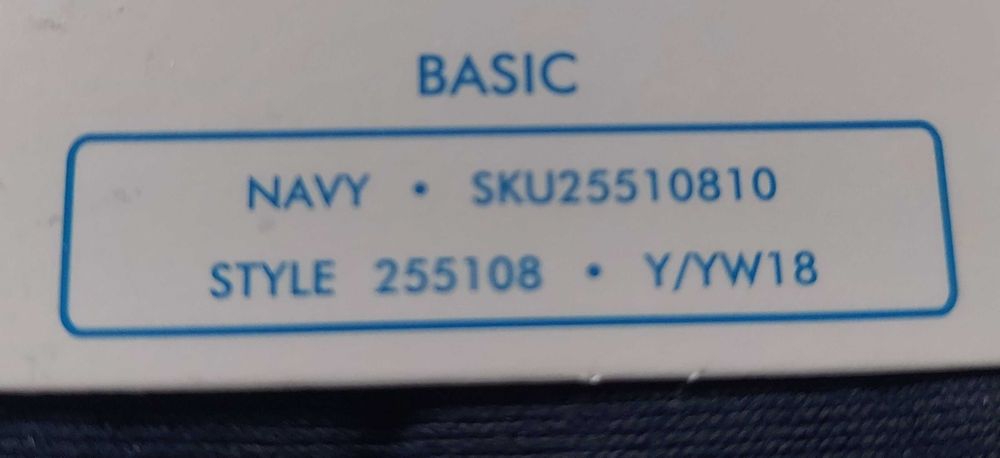 BASIC
NAVY • SKU25510810
STYLE 255108 • Y/YW18